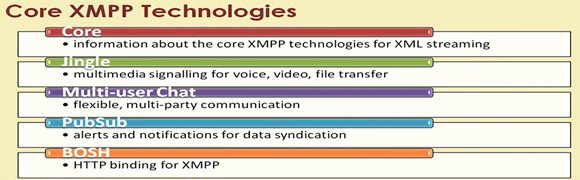 Core XMPP Technologies
Core
• information about the core XMPP technologies for XML streaming
Jingle
• multimedia signalling for voice, video, file transfer
Multi-user Chat
• flexible, multi-party communication
PubSub
• alerts and notifications for data syndication
BOSH
• HTTP binding for XMPP